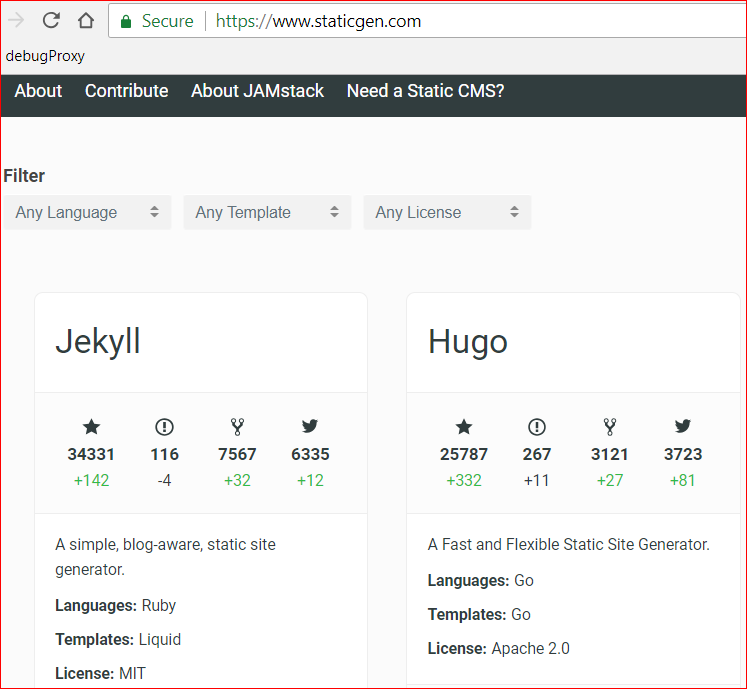 Secure https://www.staticgen.com
debugProxy
About Contribute About JAMstack Need a Static CMS?
Filter
Any Language Any Template Any License
Jekyll
34331 116 7567 6335
+142 -4 +32 +12
A simple, blog-aware, static site
generator.
Languages: Ruby
Templates: Liquid
License: MIT
Hugo
25787 267 3121 3723
+332 +11 +27 +81
A Fast and Flexible Static Site Generator.
Languages: Go
Templates: Go
License: Apache 2.0